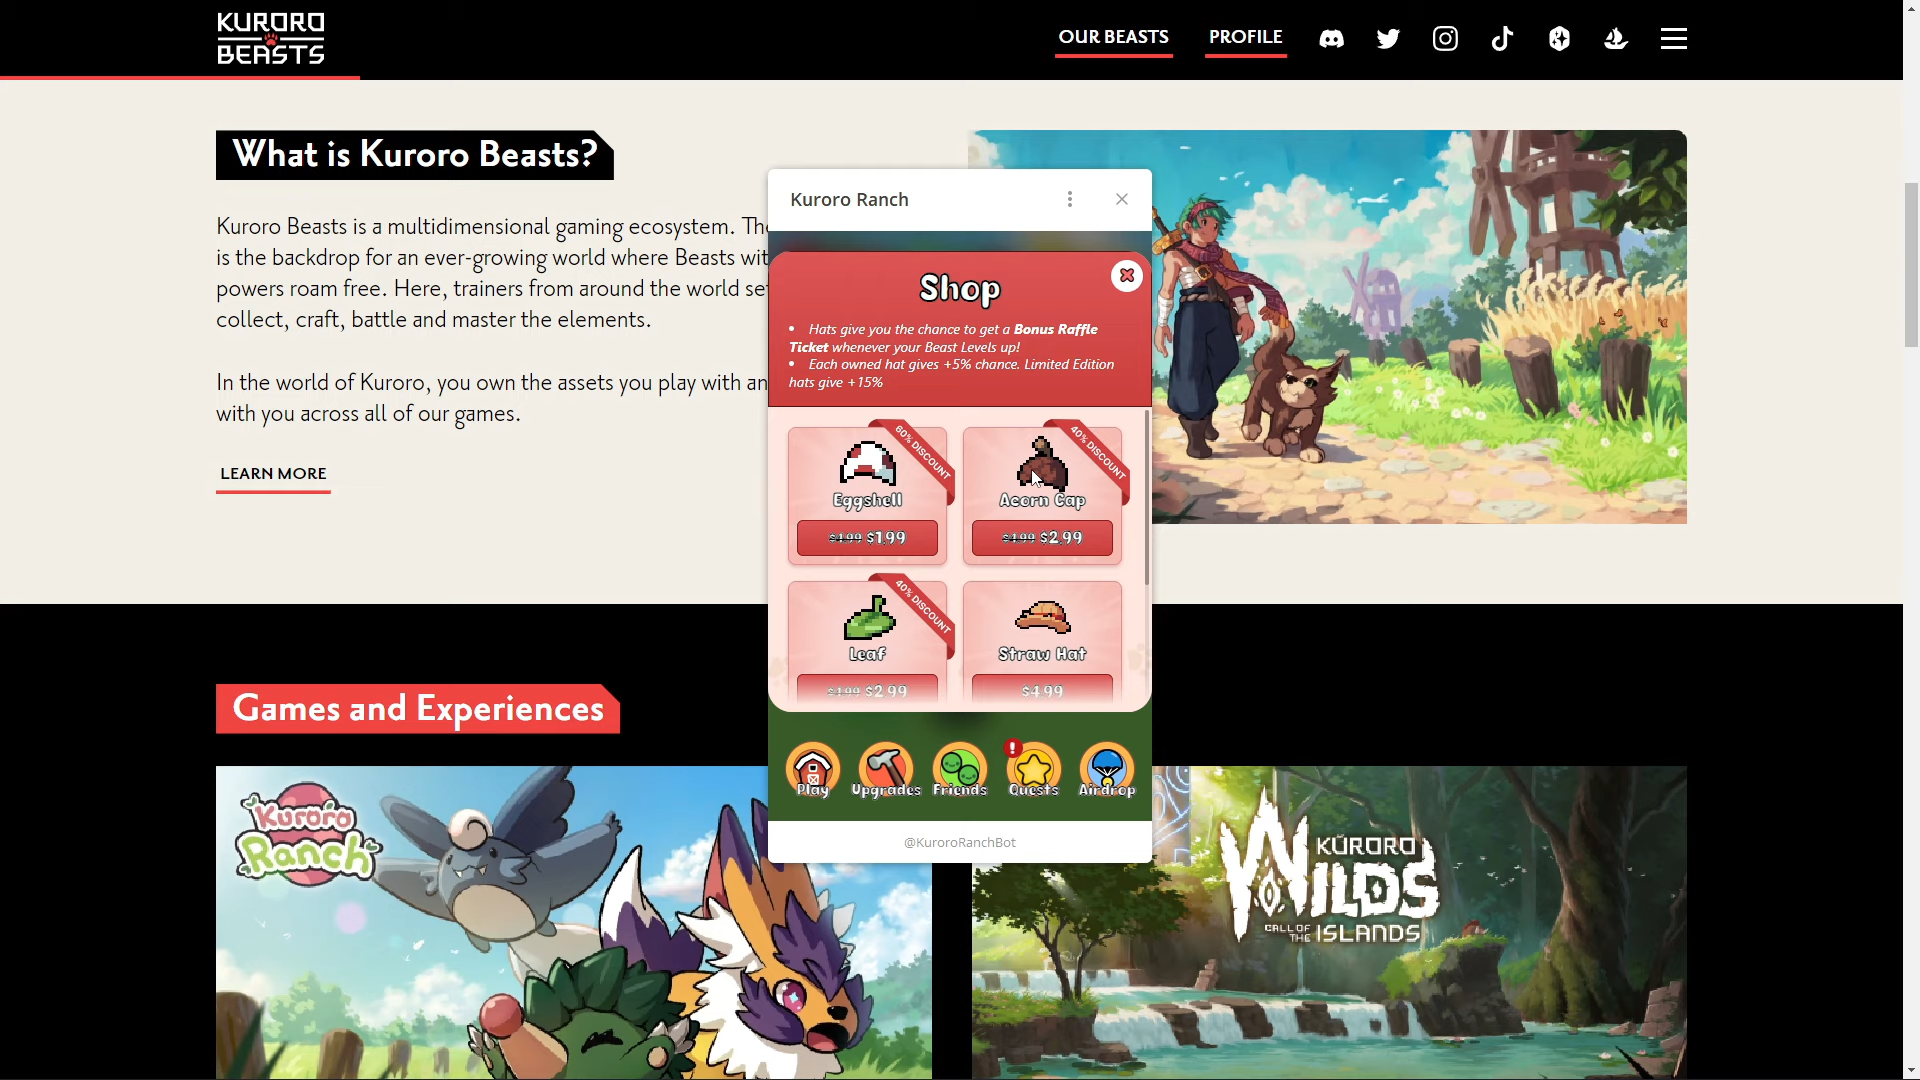 KURORO
BEASTS
OUR BEASTS
PROFILE
What is Kuroro Beasts?
Kuroro Beasts is a multidimensional gaming ecosystem.
is the backdrop for an ever-growing world where Beasts
powers roam free. Here, trainers from around the world
collect, craft, battle and master the elements.
In the world of Kuroro, you own the assets you play with
with you across all of our games.
LEARN MORE
Kuroro Ranch
Shop
• Hats give you the chance to get a Bonus Raffle
Ticket whenever your Beast Levels up!
• Each owned hat gives +5% chance. Limited Edition
hats give +15%
60% DISCOUNT
Eggshell
$4.99 $1.99
40% DISCOUNT
Acorn Cap
$4.99 $2.99
40% DISCOUNT
Leaf
$4.99 $2.99
Straw Hat
$4.99
Play
Upgrades
Friends
!
Quests
Airdrop
@KuroroRanchBot
Games and Experiences
Kuroro
Ranch
KURORO
WILDS
CALL OF
THE ISLANDS